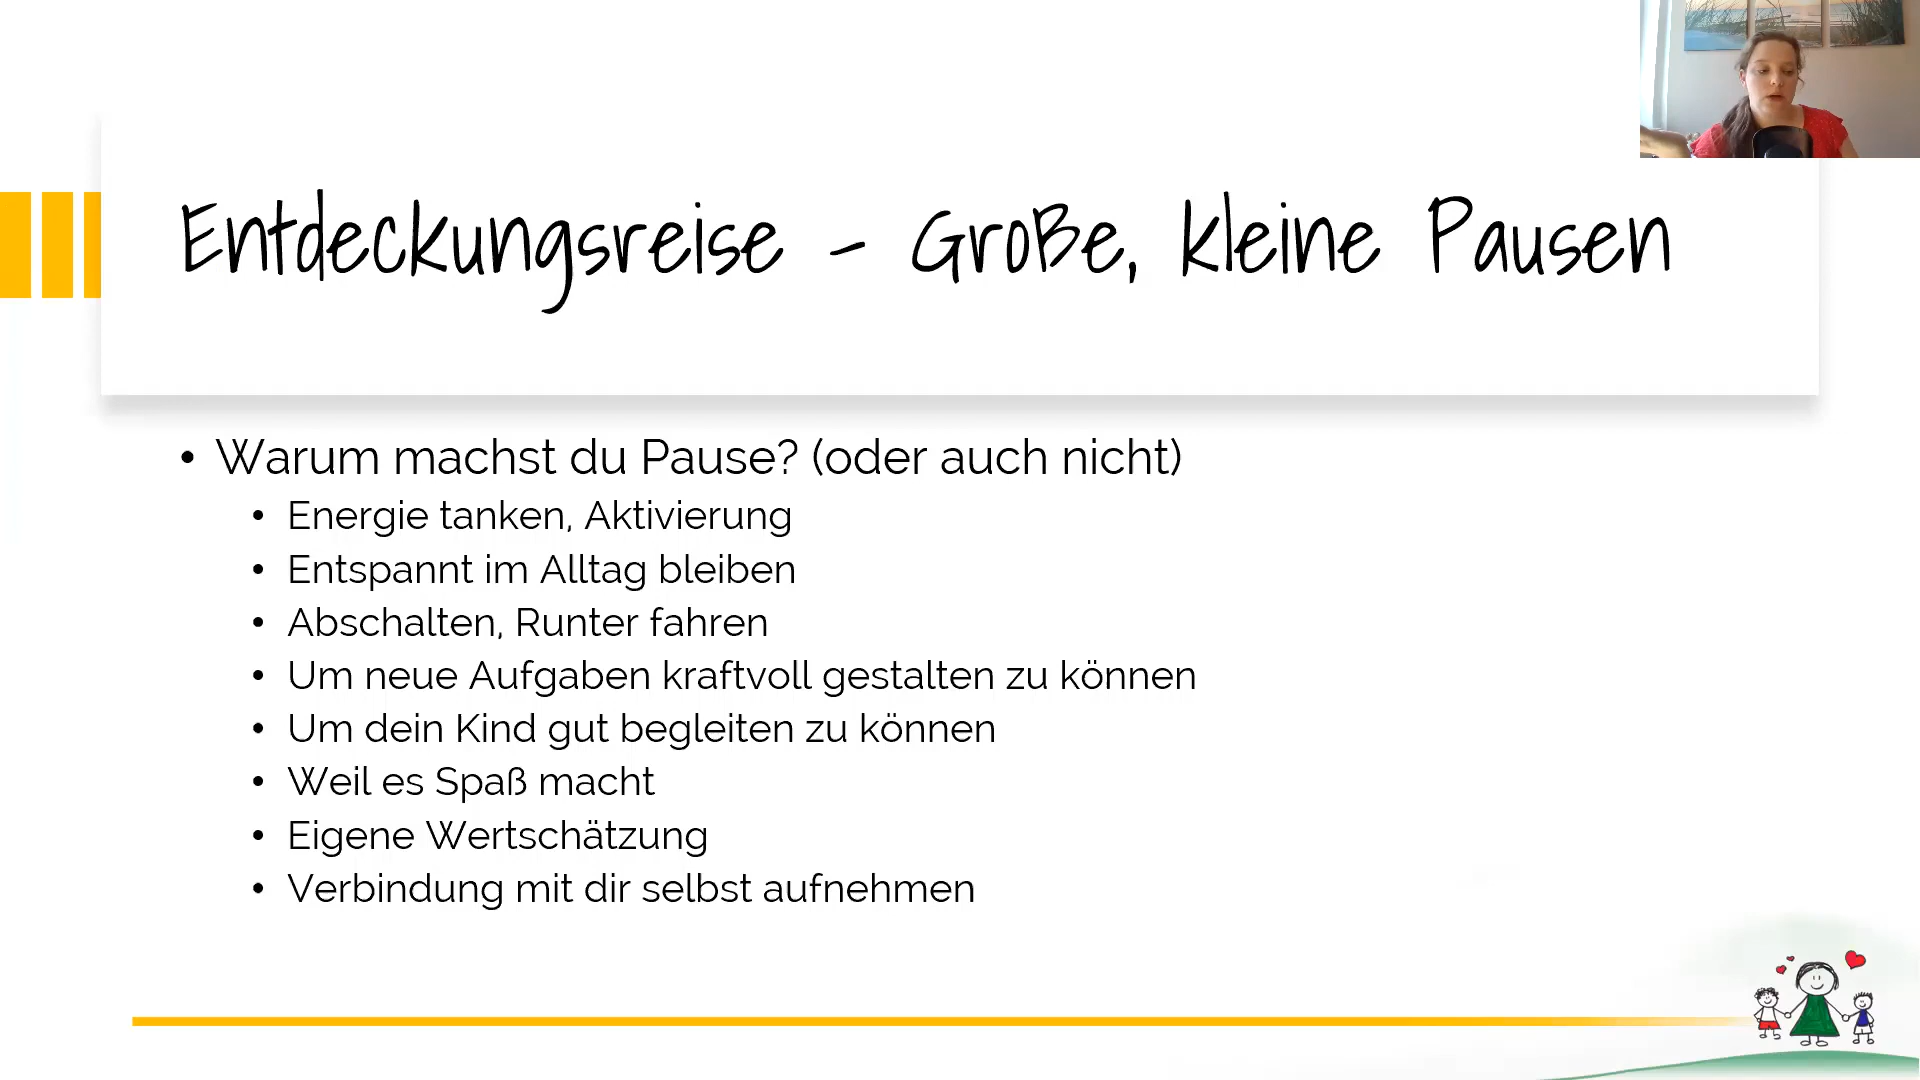 Entdeckungsreise - Große, kleine Pausen
• Warum machst du Pause? (oder auch nicht)
• Energie tanken, Aktivierung
• Entspannt im Alltag bleiben
• Abschalten, Runter fahren
• Um neue Aufgaben kraftvoll gestalten zu können
• Um dein Kind gut begleiten zu können
• Weil es Spaß macht
• Eigene Wertschätzung
• Verbindung mit dir selbst aufnehmen